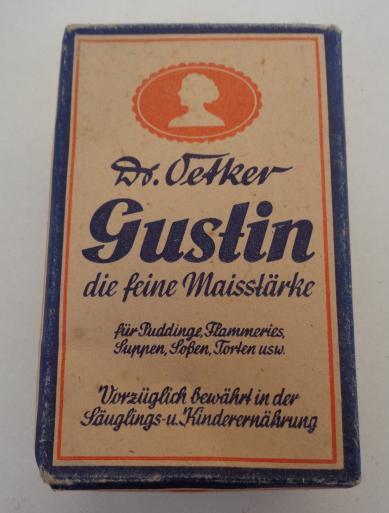 Dr. Oetker
Gustin
die feine Maisstärke
für Puddinge, Flammeries,
Suppen, Soßen, Torten usw.
Vorzüglich bewährt in der
Säuglings- u. Kinderernährung